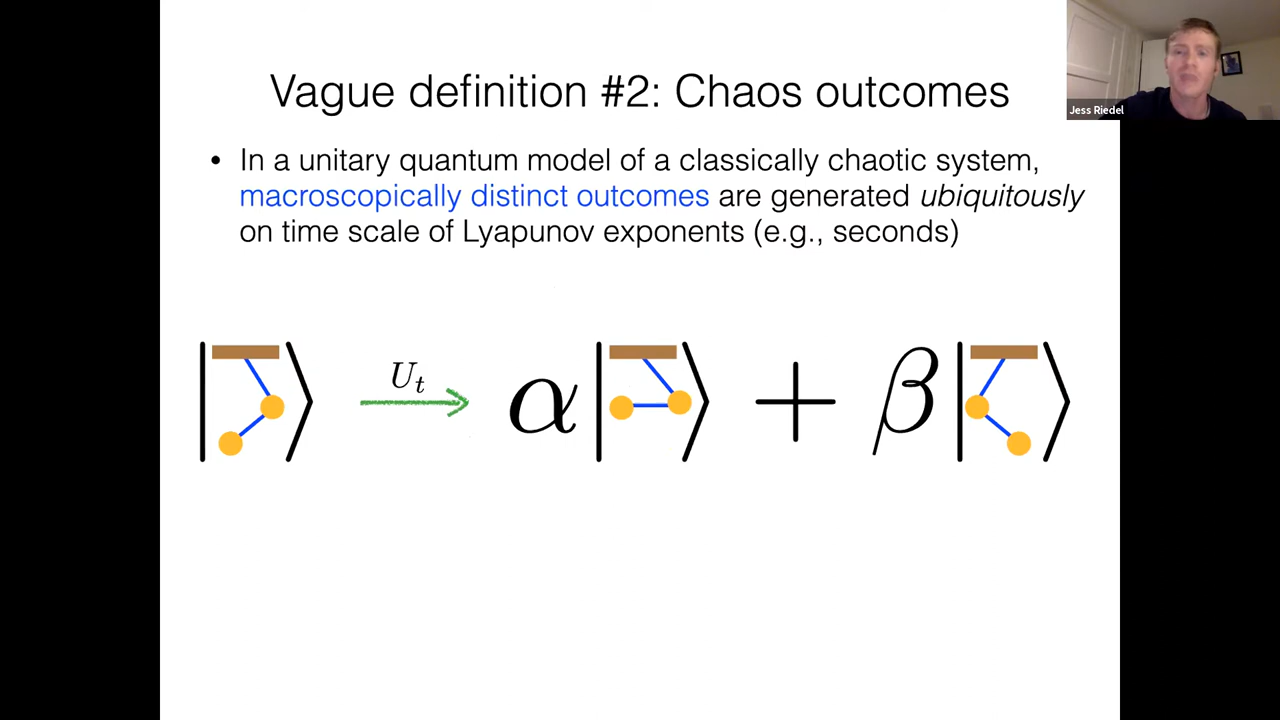 Vague definition #2: Chaos outcomes
Jess Riedel
• In a unitary quantum model of a classically chaotic system,
macroscopically distinct outcomes are generated ubiquitously
on time scale of Lyapunov exponents (e.g., seconds)
| ⟩ U_t α| ⟩ + β| ⟩